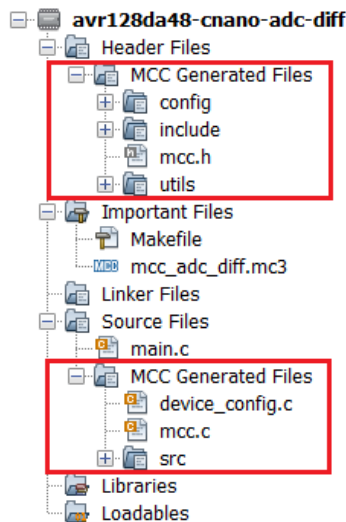 avr128da48-cnano-adc-diff
Header Files
MCC Generated Files
config
include
mcc.h
utils
Important Files
Makefile
MCC mcc_adc_diff.mc3
Linker Files
Source Files
main.c
MCC Generated Files
device_config.c
mcc.c
src
Libraries
Loadables